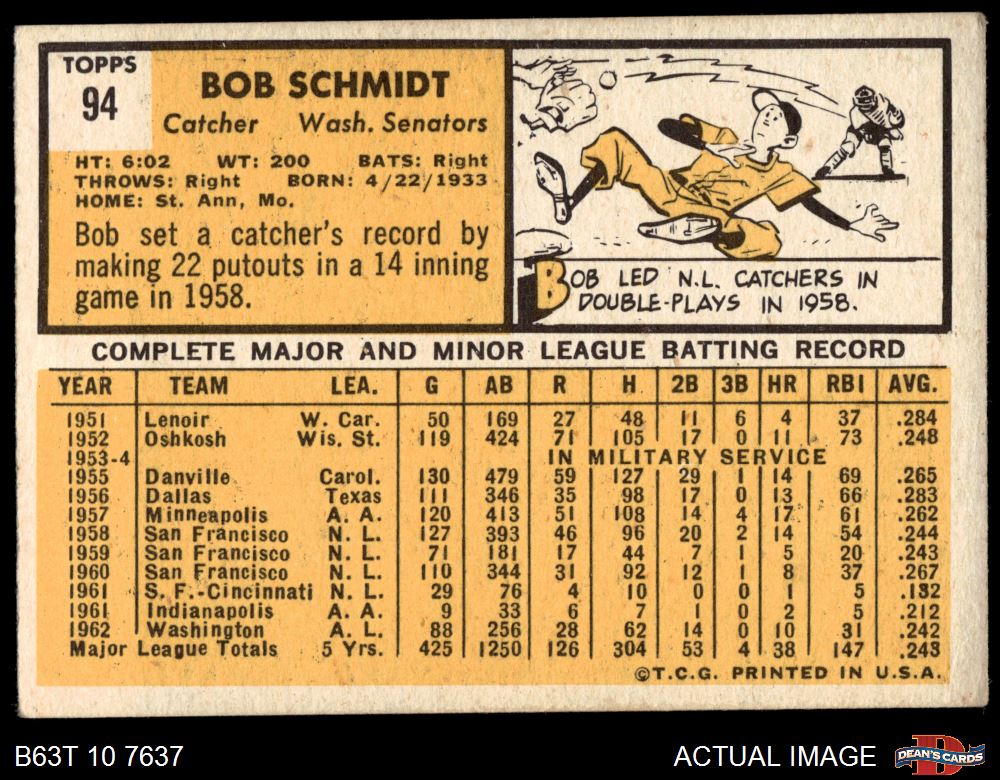 TOPPS
94
BOB SCHMIDT
Catcher Wash. Senators
HT: 6:02 WT: 200 BATS: Right
THROWS: Right BORN: 4/22/1933
HOME: St. Ann, Mo.
Bob set a catcher's record by
making 22 putouts in a 14 inning
game in 1958.
BOB LED N.L. CATCHERS IN
DOUBLE-PLAYS IN 1958.
COMPLETE MAJOR AND MINOR LEAGUE BATTING RECORD
YEAR TEAM LEA. G AB R H 2B 3B HR RBI AVG.
1951 Lenoir W. Car. 50 169 27 48 11 6 4 37 .284
1952 Oshkosh Wis. St. 119 424 71 105 17 0 11 73 .248
1953-4 IN MILITARY SERVICE
1955 Danville Carol. 130 479 59 127 29 1 14 69 .265
1956 Dallas Texas 111 346 35 98 17 0 13 66 .283
1957 Minneapolis A. A. 120 413 51 108 14 4 17 61 .262
1958 San Francisco N. L. 127 393 46 96 20 2 14 54 .244
1959 San Francisco N. L. 71 181 17 44 7 1 5 20 .243
1960 San Francisco N. L. 110 344 31 92 12 1 8 37 .267
1961 S. F.-Cincinnati N. L. 29 76 4 10 0 0 1 5 .132
1961 Indianapolis A. A. 9 33 6 7 1 0 2 5 .212
1962 Washington A. L. 88 256 28 62 14 0 10 31 .242
Major League Totals 5 Yrs. 425 1250 126 304 53 4 38 147 .243
©T.C.G. PRINTED IN U.S.A.
B63T 10 7637
ACTUAL IMAGE
D
DEAN'S CARDS